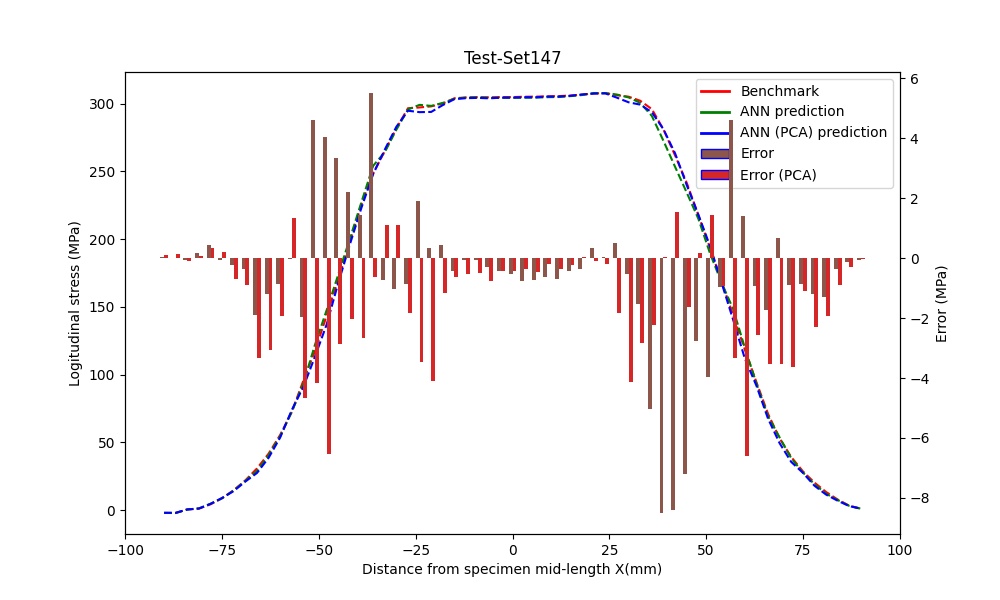 Test-Set147
Logitudinal stress (MPa)
300
250
200
150
100
50
0
−100
−75
−50
−25
0
25
50
75
100
Distance from specimen mid-length X(mm)
6
4
2
0
−2
−4
−6
−8
Error (MPa)
Benchmark
ANN prediction
ANN (PCA) prediction
Error
Error (PCA)